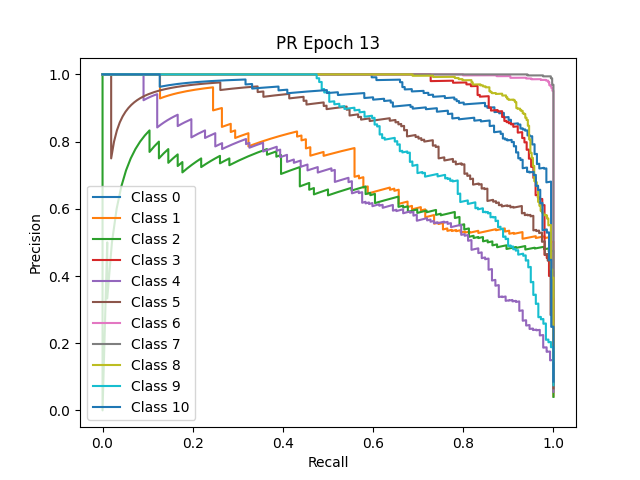 PR Epoch 13
Precision
1.0
0.8
0.6
0.4
0.2
0.0
Class 0
Class 1
Class 2
Class 3
Class 4
Class 5
Class 6
Class 7
Class 8
Class 9
Class 10
0.0 0.2 0.4 0.6 0.8 1.0
Recall